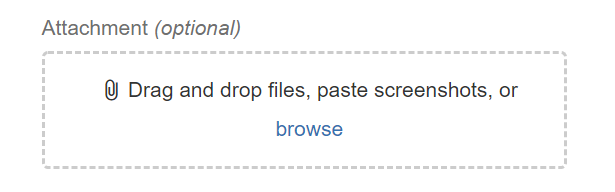 Attachment (optional)
Drag and drop files, paste screenshots, or
browse